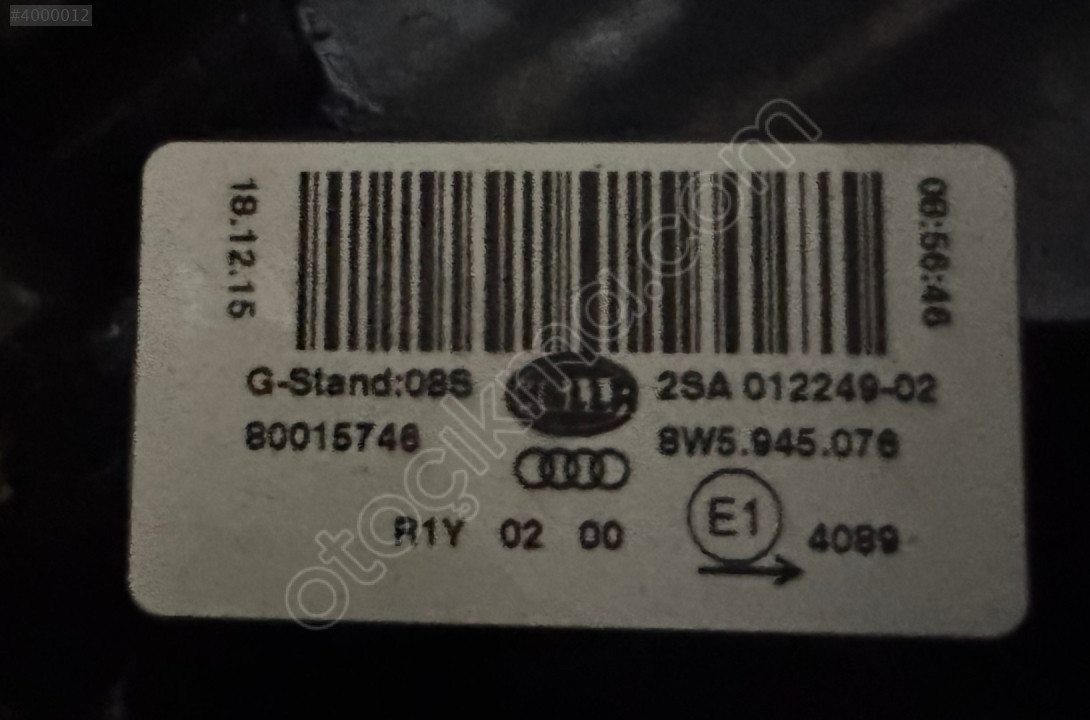 #4000012
18.12.15
08:56:46
G-Stand:08S
HELLA
2SA 012249-02
80015746
8W5.945.076
R1Y 02 00
E1
4089
otoçıkma.com